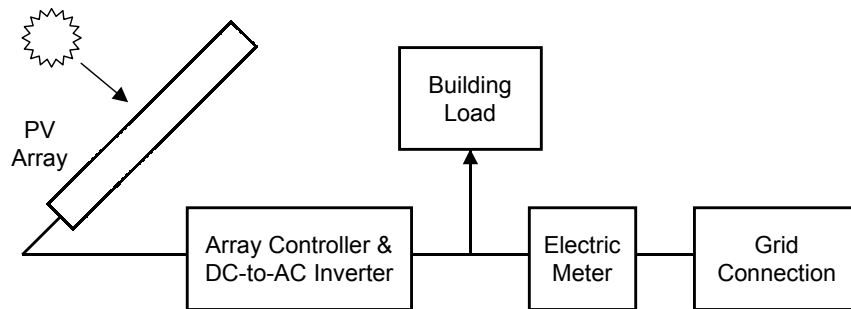 PV
Array
Building
Load
Array Controller &
DC-to-AC Inverter
Electric
Meter
Grid
Connection